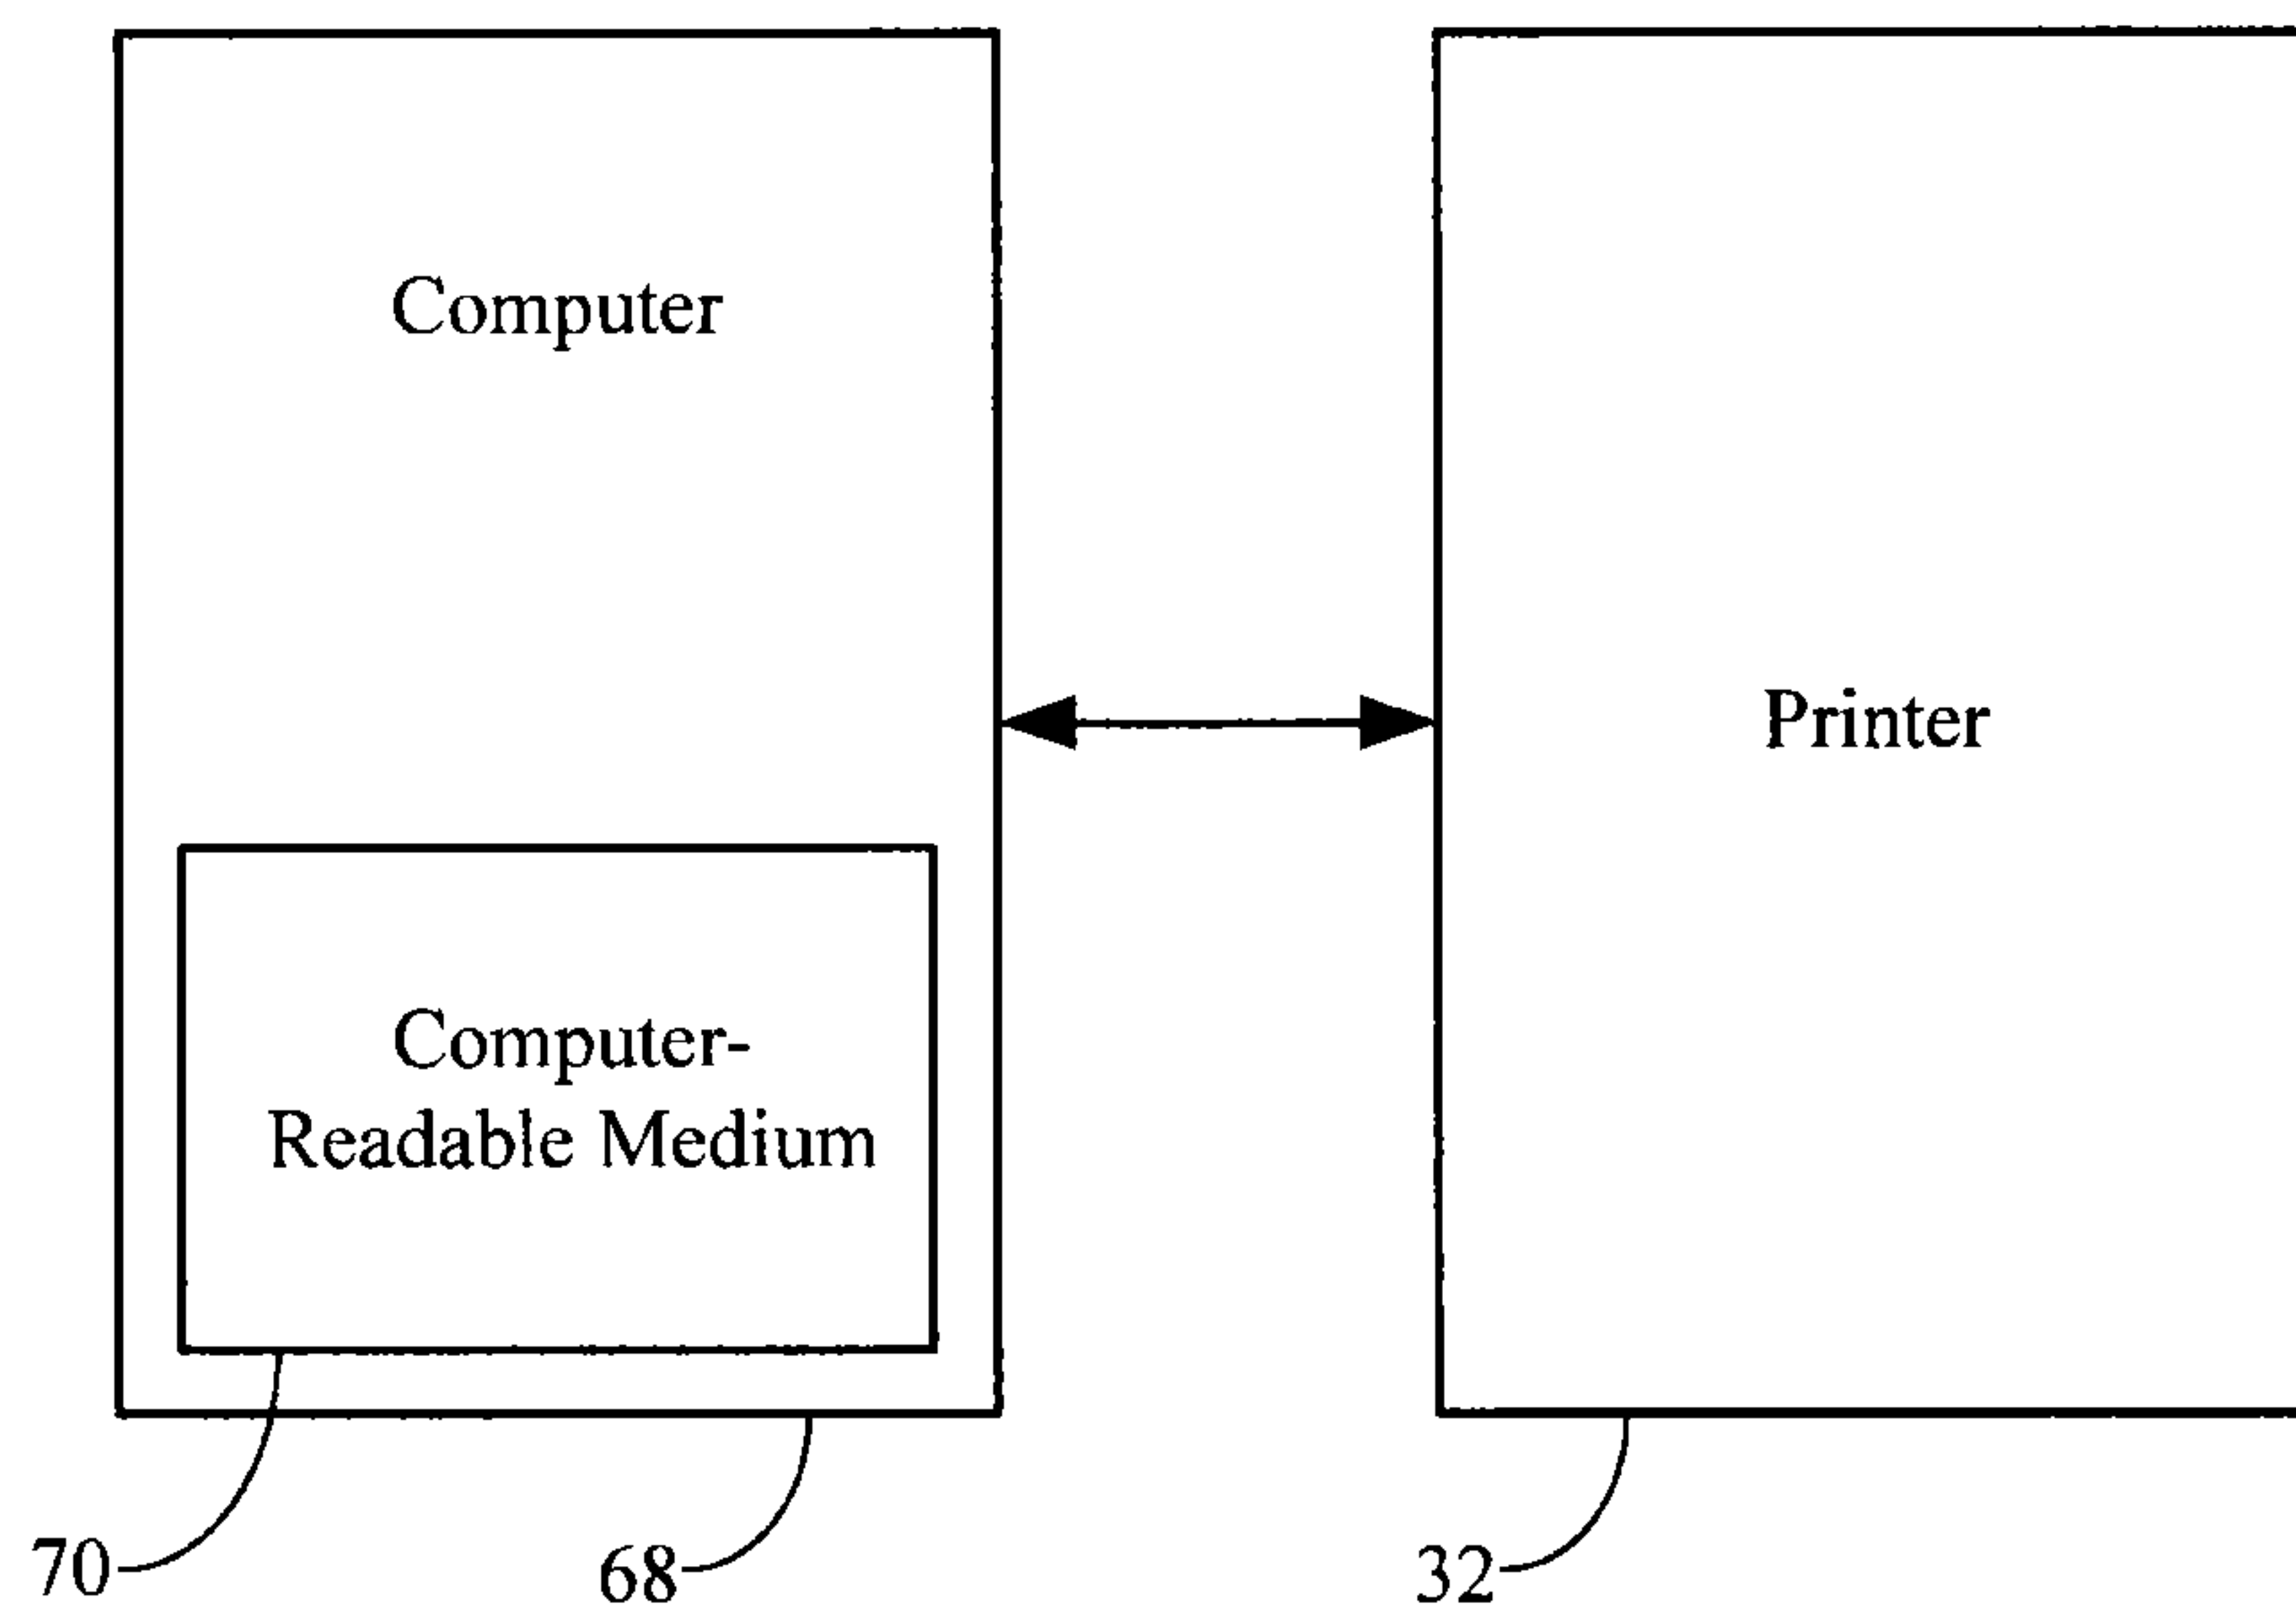 Computer
Printer
Computer-
Readable Medium
70
68
32